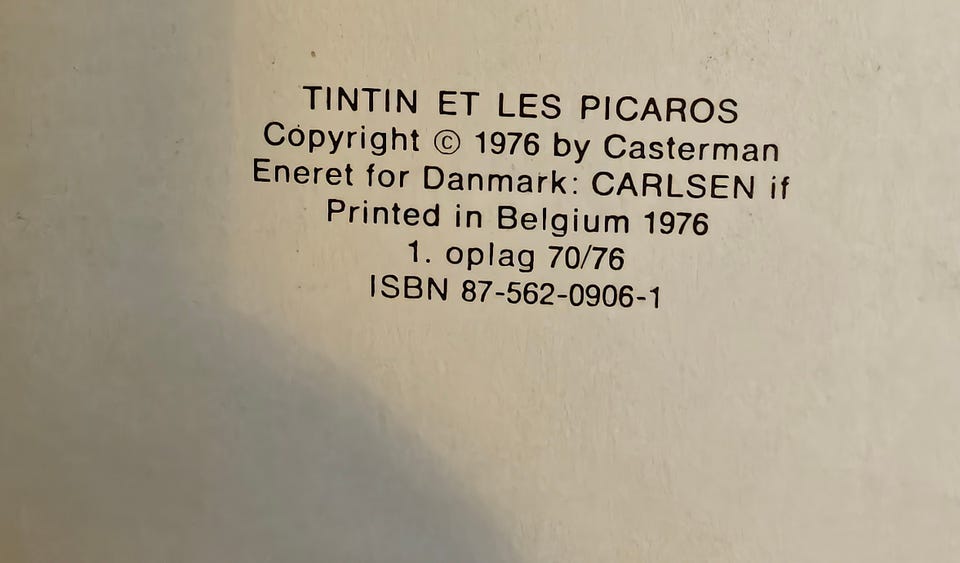 TINTIN ET LES PICAROS
Copyright © 1976 by Casterman
Eneret for Danmark: CARLSEN if
Printed in Belgium 1976
1. oplag 70/76
ISBN 87-562-0906-1